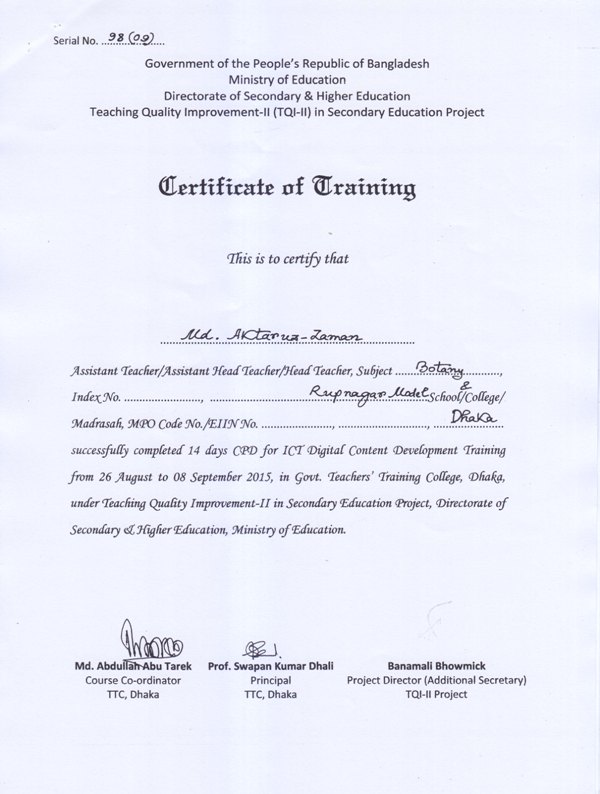 Serial No. 98(09)
Government of the People's Republic of Bangladesh
Ministry of Education
Directorate of Secondary & Higher Education
Teaching Quality Improvement-II (TQI-II) in Secondary Education Project
Certificate of Training
This is to certify that
Md. Aktaruz-Zaman
Assistant Teacher/Assistant Head Teacher/Head Teacher, Subject Botany,
Index No. ......................, Rupnagar Model School/&College/
Madrasah, MPO Code No./EIIN No. ....................., ........................, Dhaka
successfully completed 14 days CPD for ICT Digital Content Development Training
from 26 August to 08 September 2015, in Govt. Teachers' Training College, Dhaka,
under Teaching Quality Improvement-II in Secondary Education Project, Directorate of
Secondary & Higher Education, Ministry of Education.
Md. Abdullah Abu Tarek Prof. Swapan Kumar Dhali Banamali Bhowmick
Course Co-ordinator Principal Project Director (Additional Secretary)
TTC, Dhaka TTC, Dhaka TQI-II Project